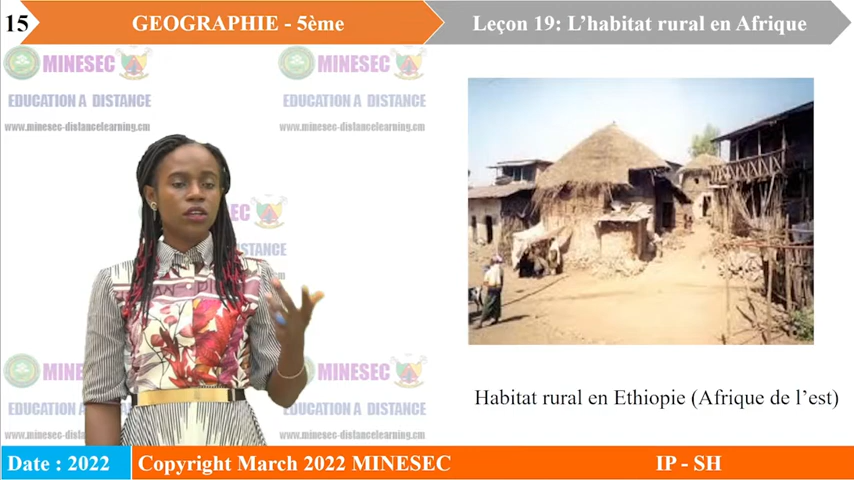 15
GEOGRAPHIE - 5ème
Leçon 19: L’habitat rural en Afrique
MINESEC
MINESEC
EDUCATION A DISTANCE
EDUCATION A DISTANCE
www.minesec-distancelearning.cm
www.minesec-distancelearning.cm
Habitat rural en Ethiopie (Afrique de l’est)
MINESEC
MINESEC
EDUCATION A DISTANCE
www.minesec-distancelearning.cm
Date : 2022
Copyright March 2022 MINESEC
IP - SH